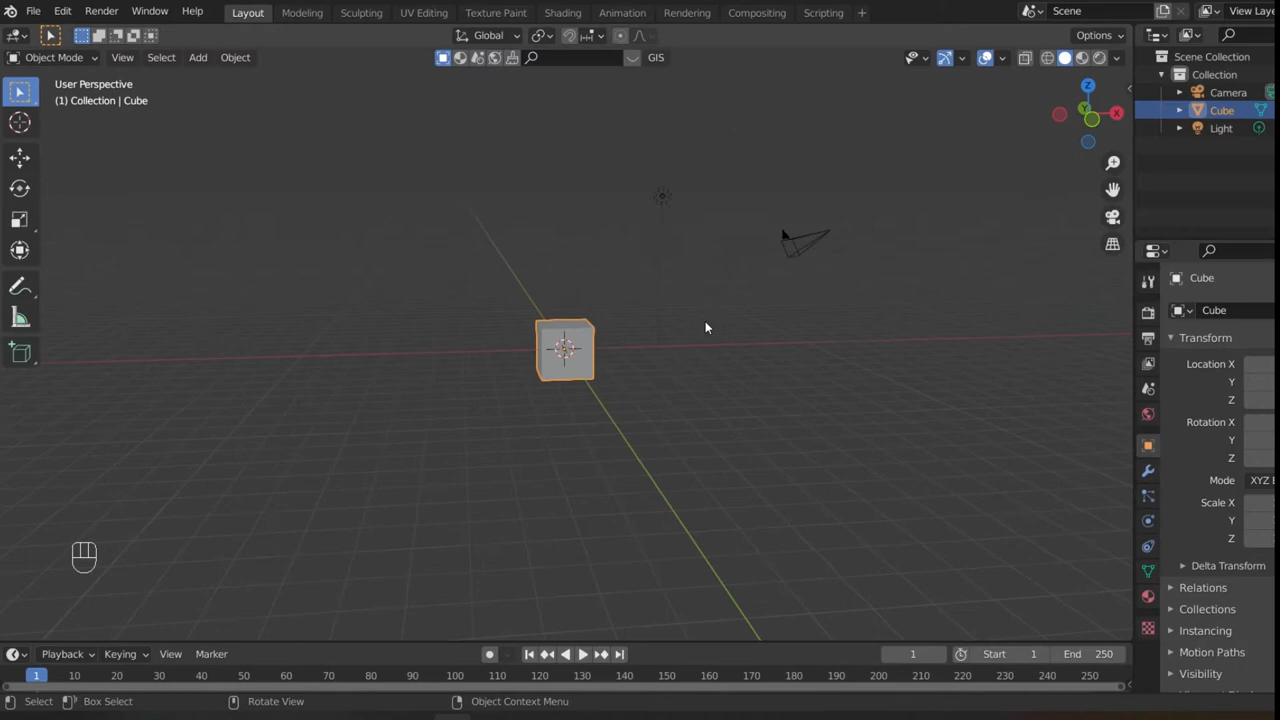 File Edit Render Window Help Layout Modeling Sculpting UV Editing Texture Paint Shading Animation Rendering Compositing Scripting + Scene View Laye
Global Options
Object Mode View Select Add Object GIS
User Perspective
(1) Collection | Cube
Z
Y
X
Scene Collection
Collection
Camera
Cube
Light
Cube
Cube
Transform
Location X
Y
Z
Rotation X
Y
Z
Mode XYZ E
Scale X
Y
Z
Delta Transform
Relations
Collections
Instancing
Motion Paths
Visibility
Playback Keying View Marker 1 Start 1 End 250
1 10 20 30 40 50 60 70 80 90 100 110 120 130 140 150 160 170 180 190 200 210 220 230 240 250
Select Box Select Rotate View Object Context Menu